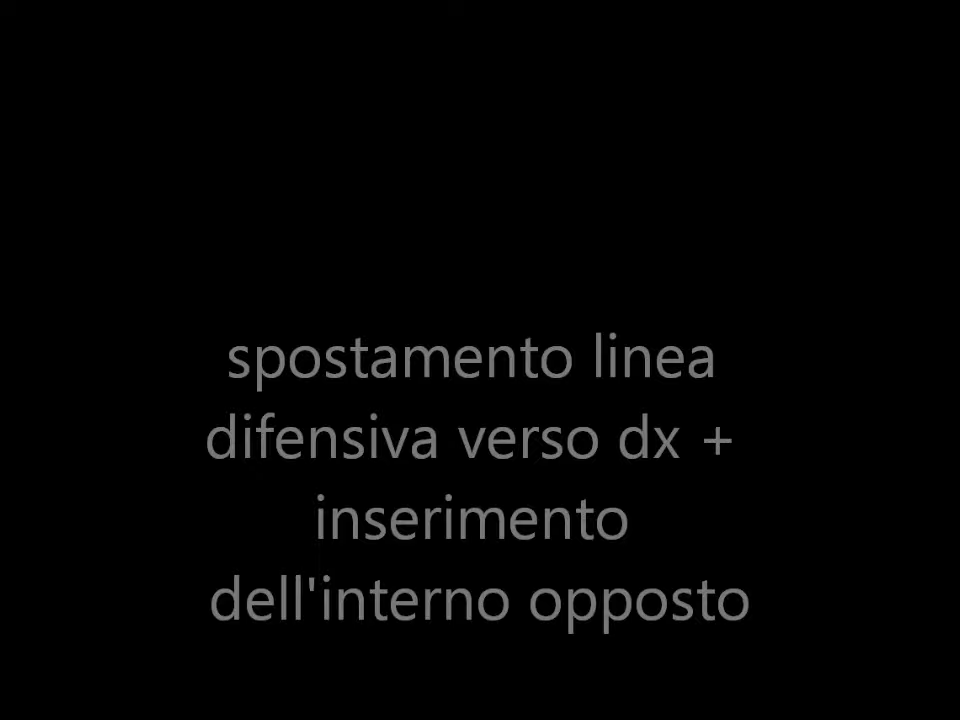 spostamento linea
difensiva verso dx +
inserimento
dell'interno opposto